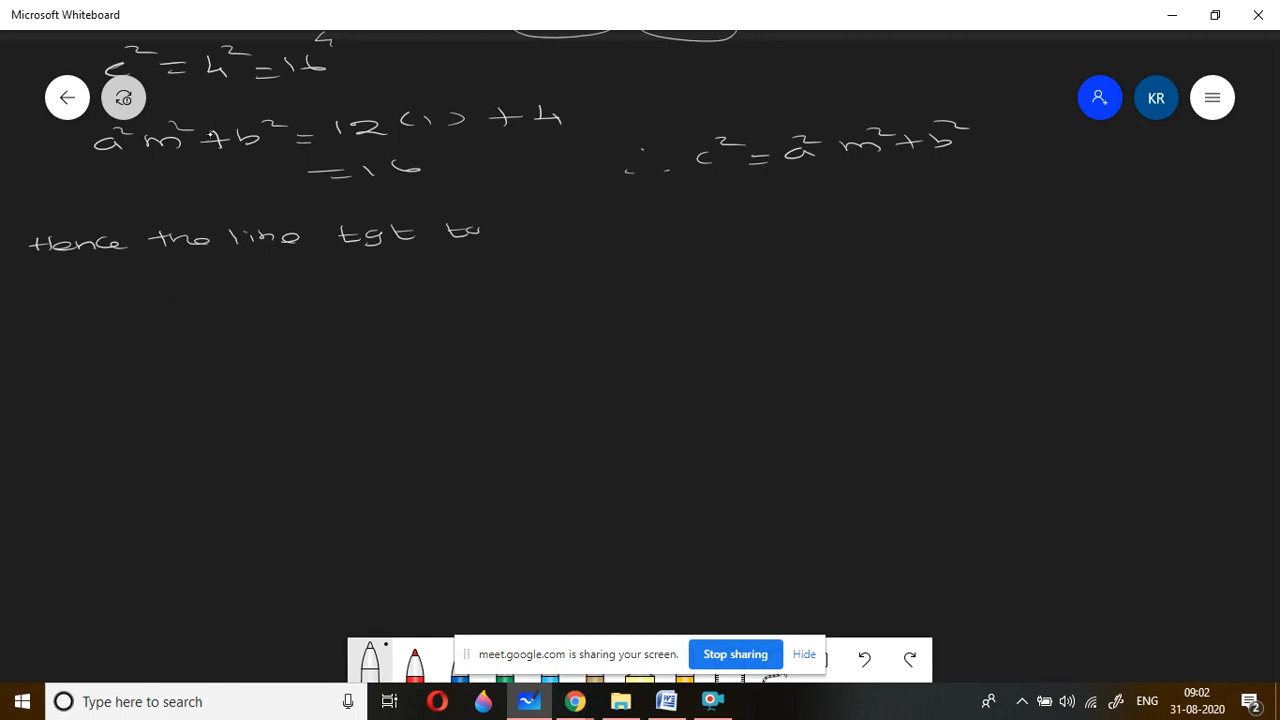 Microsoft Whiteboard
c² = 4² = 16
4
KR
a²m² + b² = 12(1) + 4
= 16
∴ c² = a²m² + b²
Hence the line tgt to
meet.google.com is sharing your screen.
Stop sharing
Hide
Type here to search
ENG
09:02
31-08-2020
2